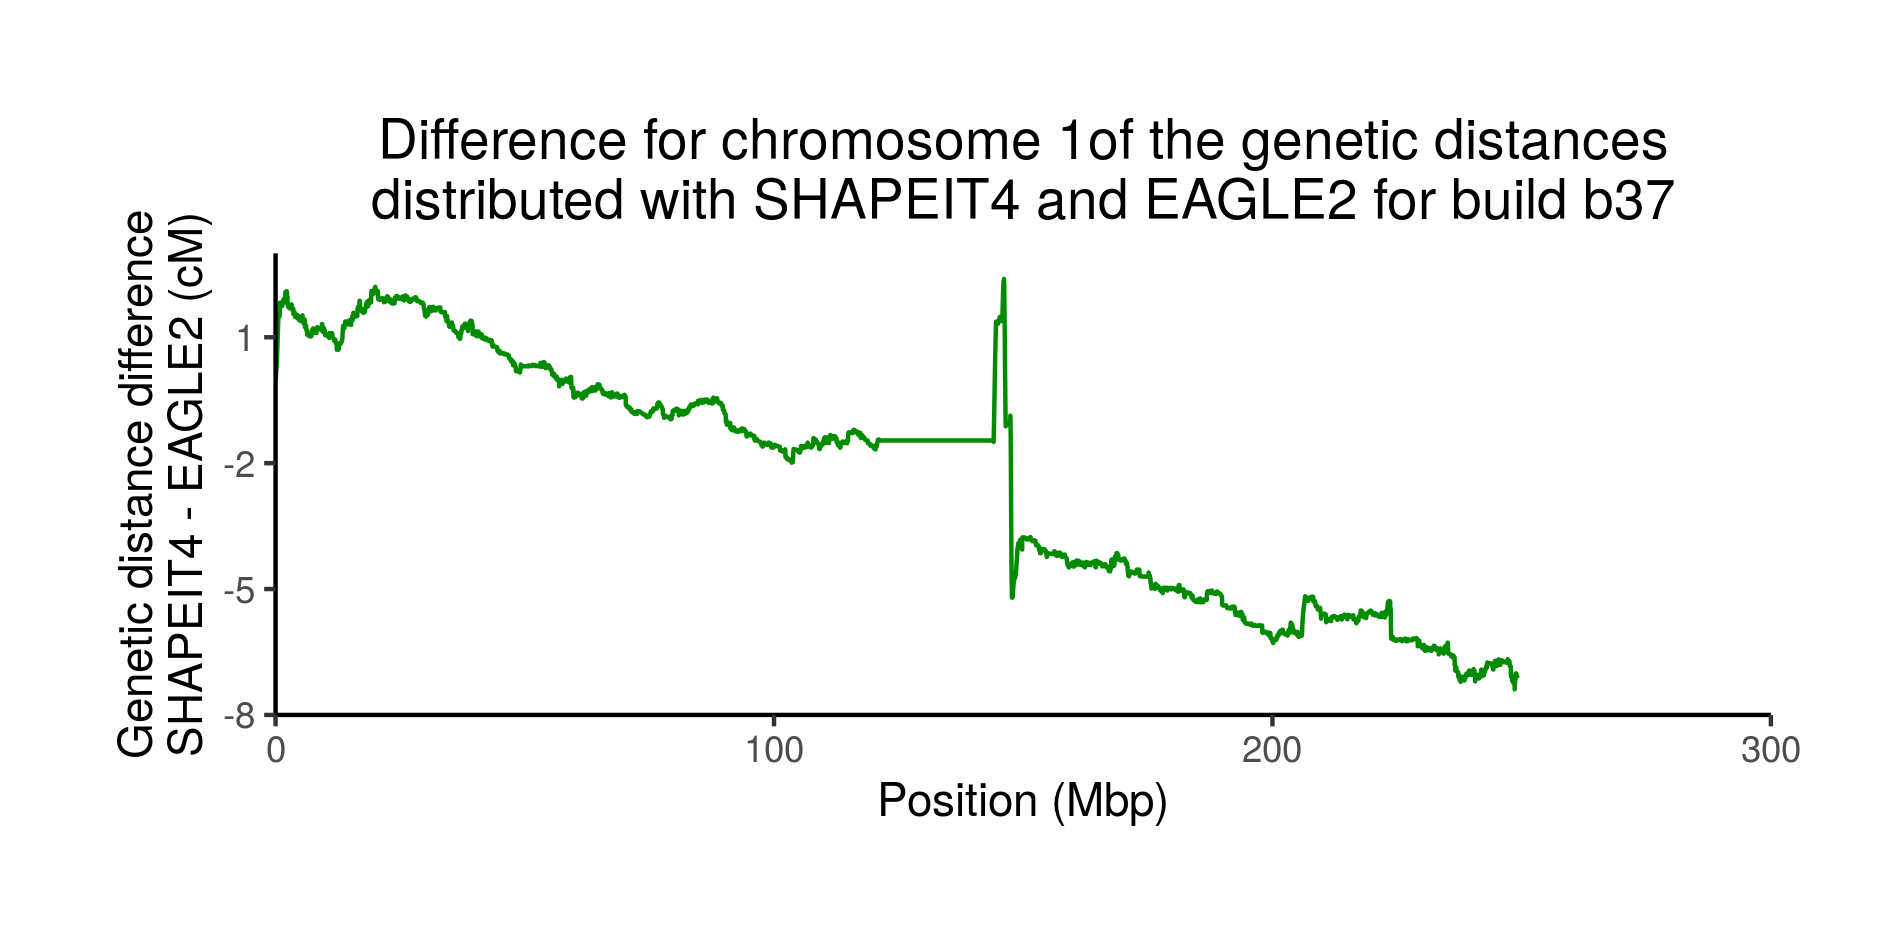 Difference for chromosome 1of the genetic distances
distributed with SHAPEIT4 and EAGLE2 for build b37
Genetic distance difference
SHAPEIT4 - EAGLE2 (cM)
1
-2
-5
-8
0
100
200
300
Position (Mbp)